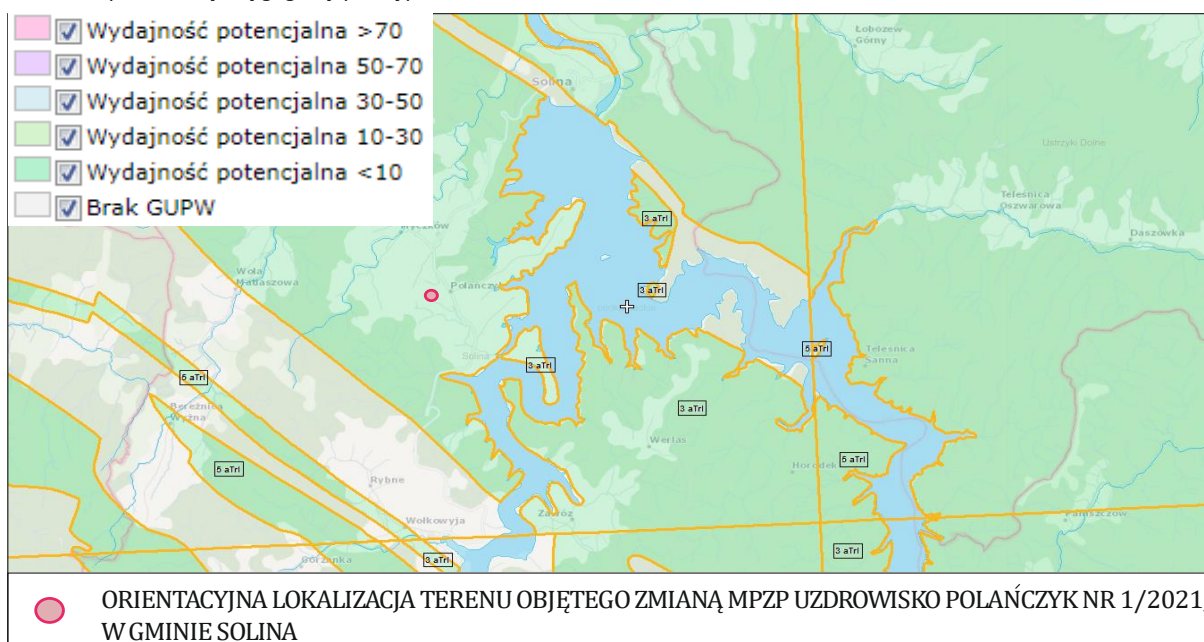 Wydajność potencjalna >70
Wydajność potencjalna 50-70
Wydajność potencjalna 30-50
Wydajność potencjalna 10-30
Wydajność potencjalna <10
Brak GUPW
Łobozew
Górny
Solina
Ustrzyki Dolne
Teleśnica
Oszwarowa
Daszówka
3 aTrI
Wola
Matiaszowa
Polańczyk
3 aTrI
Solina
3 aTrI
5 aTrI
Teleśnica
Sanna
5 aTrI
Bereżnica
Wyżna
3 aTrI
Werlas
5 aTrI
Rybne
Horodek
5 aTrI
Zawóz
Wołkowyja
Paniszczów
Górzanka
3 aTrI
3 aTrI
ORIENTACYJNA LOKALIZACJA TERENU OBJĘTEGO ZMIANĄ MPZP UZDROWISKO POLAŃCZYK NR 1/2021,
W GMINIE SOLINA